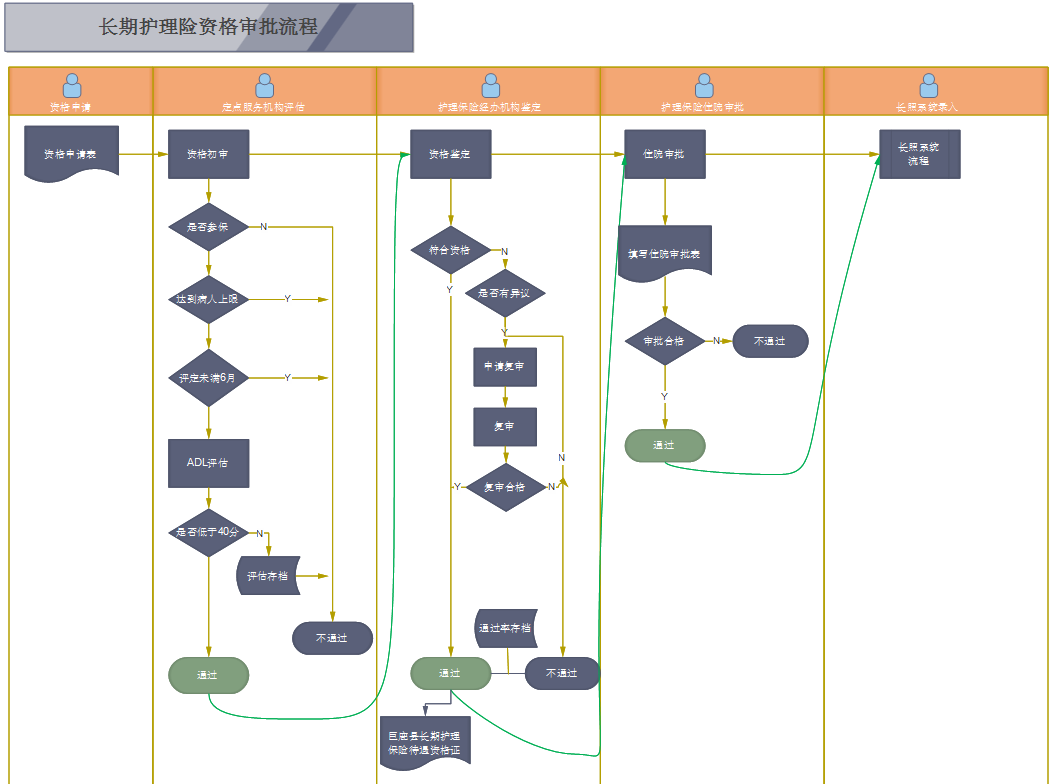 长期护理险资格审批流程
资格申请
定点服务机构评估
护理保险经办机构鉴定
护理保险住院审批
长照系统录入
资格申请表
资格初审
是否参保
N
达到病人上限
Y
评定未满6月
Y
ADL评估
是否低于40分
N
评估存档
不通过
通过
资格鉴定
符合资格
N
Y
是否有异议
Y
申请复审
复审
N
复审合格
Y
N
通过率存档
通过
不通过
巨鹿县长期护理
保险待遇资格证
住院审批
填写住院审批表
审批合格
N
不通过
Y
通过
长照系统
流程